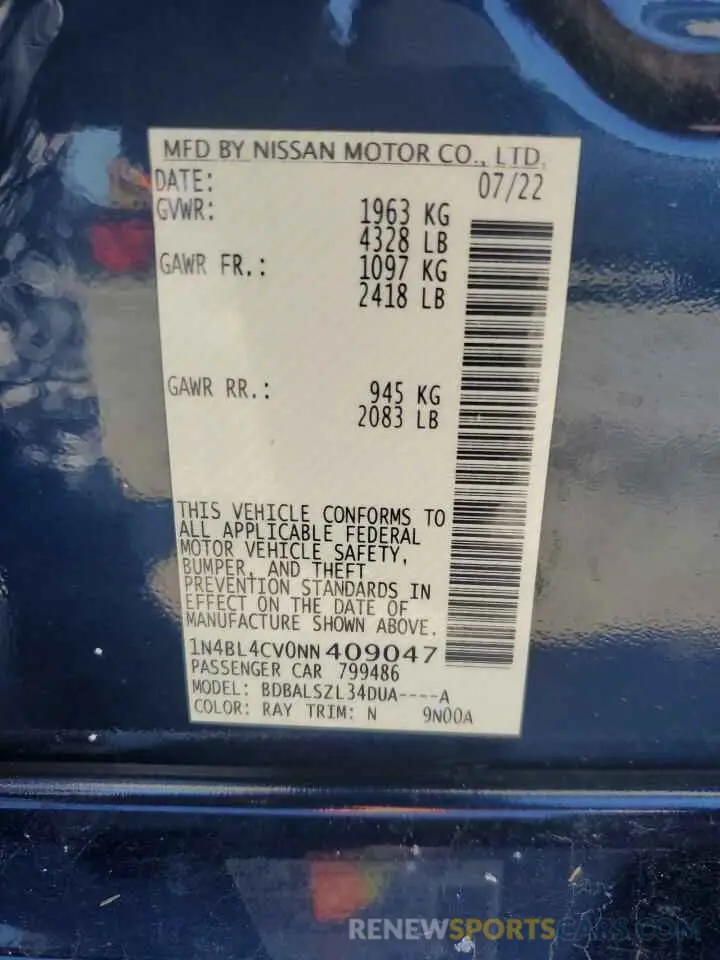 MFD BY NISSAN MOTOR CO., LTD.
DATE: 07/22
GVWR: 1963 KG
4328 LB
GAWR FR.: 1097 KG
2418 LB
GAWR RR.: 945 KG
2083 LB
THIS VEHICLE CONFORMS TO
ALL APPLICABLE FEDERAL
MOTOR VEHICLE SAFETY,
BUMPER, AND THEFT
PREVENTION STANDARDS IN
EFFECT ON THE DATE OF
MANUFACTURE SHOWN ABOVE.
1N4BL4CV0NN 409047
PASSENGER CAR 799486
MODEL: BDBALSZL34DUA----A
COLOR: RAY TRIM: N 9N00A
RENEWSPORTSCARS.COM